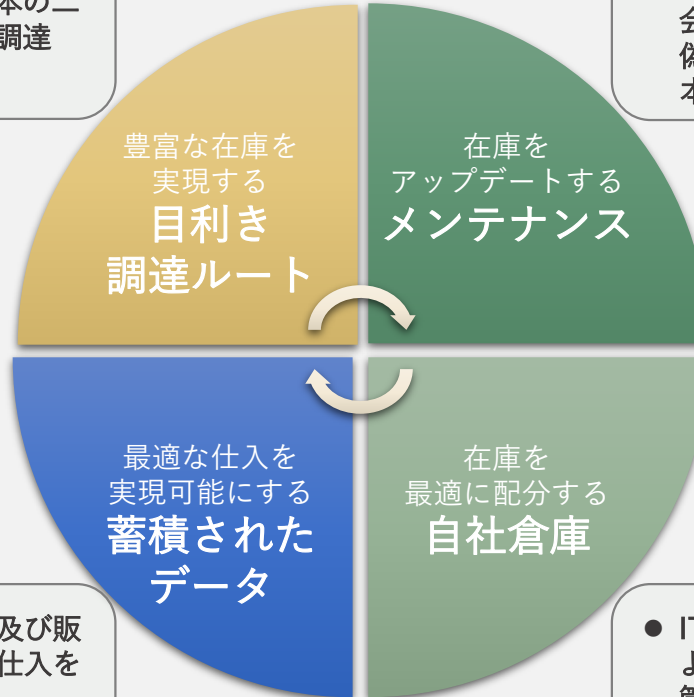 調達
豊富な在庫を
実現する
目利き
調達ルート
在庫を
アップデートする
メンテナンス
最適な仕入を
実現可能にする
蓄積された
データ
在庫を
最適に配分する
自社倉庫
及び販
仕入を
● IT